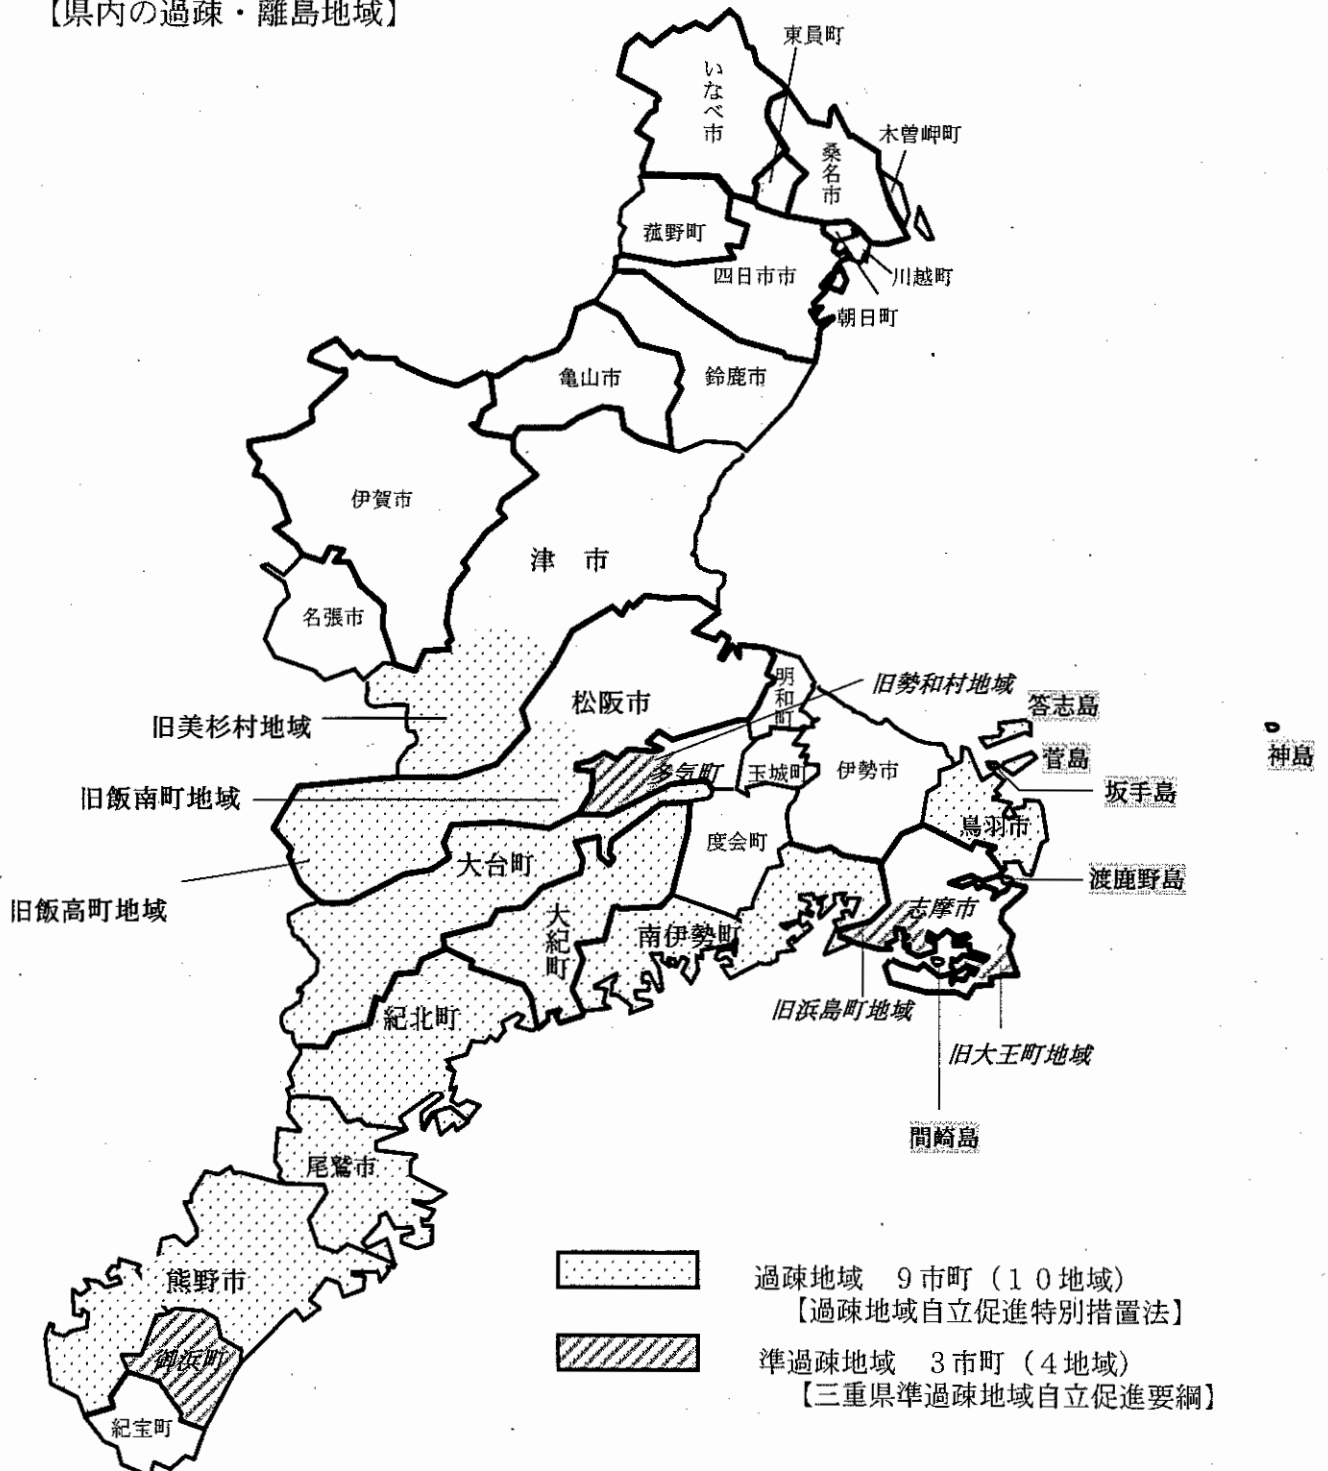 【県内の過疎・離島地域】
東員町
いなべ市
木曽岬町
桑名市
菰野町
四日市市
川越町
朝日町
亀山市
鈴鹿市
伊賀市
津 市
名張市
明和町
旧勢和村地域
松阪市
答志島
旧美杉村地域
神島
菅島
多気町
玉城町
伊勢市
坂手島
旧飯南町地域
鳥羽市
度会町
大台町
渡鹿野島
旧飯高町地域
志摩市
大紀町
南伊勢町
旧浜島町地域
紀北町
旧大王町地域
間崎島
尾鷲市
熊野市
過疎地域 9市町(10地域)
【過疎地域自立促進特別措置法】
御浜町
準過疎地域 3市町(4地域)
【三重県準過疎地域自立促進要綱】
紀宝町